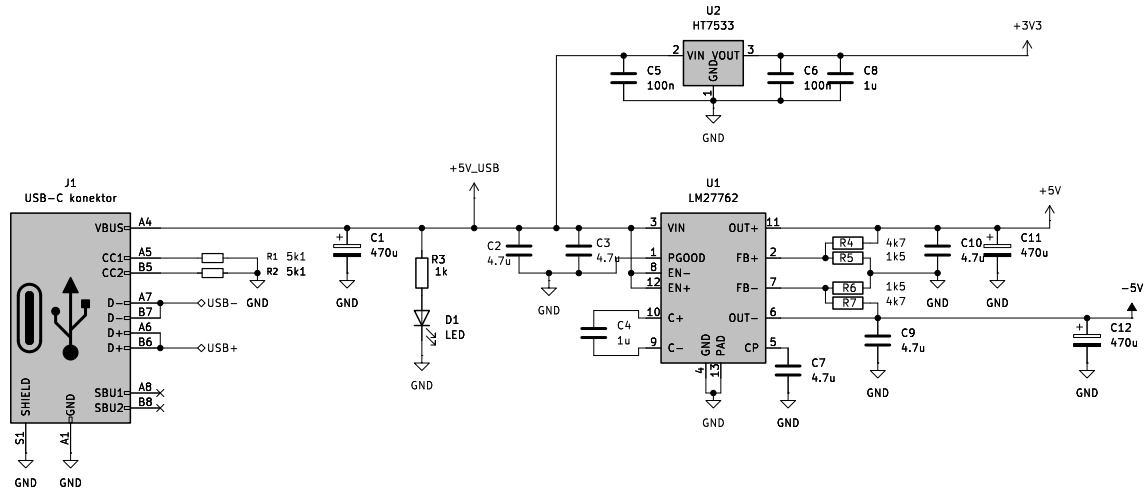 U2
HT7533
2
VIN
VOUT
3
GND
1
GND
C5
100n
C6
100n
C8
1u
+3V3
J1
USB-C konektor
VBUS
A4
CC1
A5
CC2
B5
D-
A7
D-
B7
D+
A6
D+
B6
SBU1
A8
SBU2
B8
SHIELD
GND
S1
A1
GND
GND
USB-
USB+
R1 5k1
R2 5k1
GND
C1
470u
GND
R3
1k
D1
LED
GND
+5V_USB
C2
4.7u
C3
4.7u
GND
C4
1u
U1
LM27762
3
VIN
1
PGOOD
8
EN-
12
EN+
10
C+
9
C-
OUT+
11
FB+
2
FB-
7
OUT-
6
CP
5
GND
PAD
4
13
GND
C7
4.7u
GND
R4
4k7
R5
1k5
R6
1k5
R7
4k7
C10
4.7u
GND
C11
470u
GND
+5V
C9
4.7u
GND
C12
470u
GND
-5V